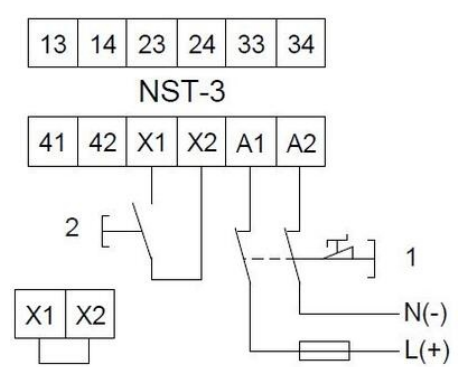 13 14 23 24 33 34
NST-3
41 42 X1 X2 A1 A2
2
1
X1 X2
N(-)
L(+)